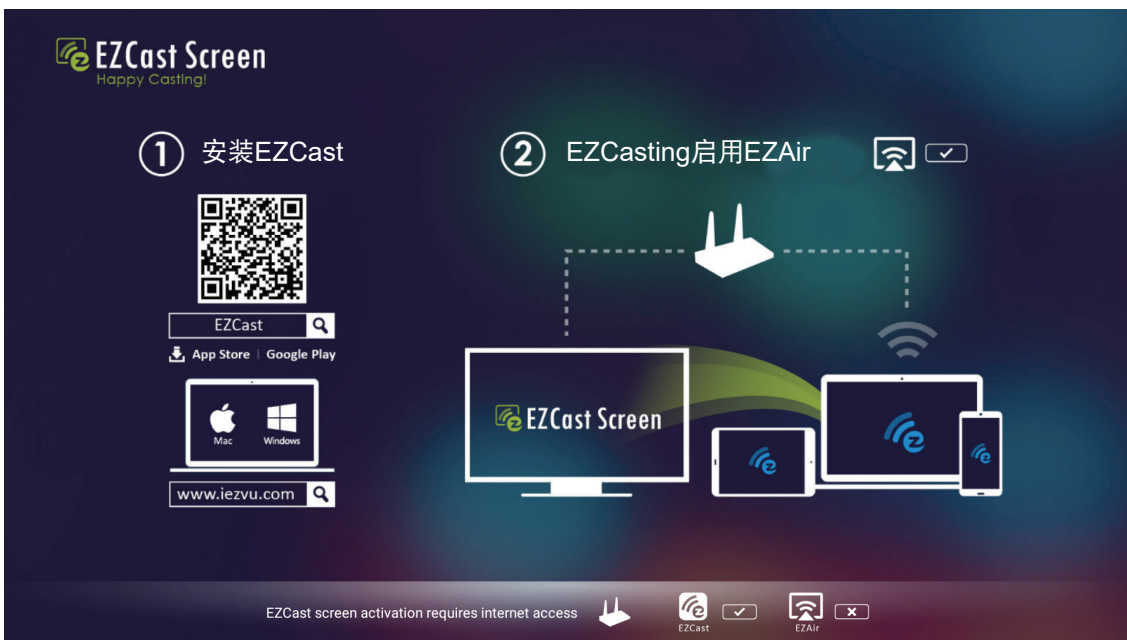 EZCast Screen
Happy Casting!
1 安装EZCast
EZCast
App Store | Google Play
Mac Windows
www.iezvu.com
2 EZCasting启用EZAir
EZCast Screen
EZCast screen activation requires internet access
EZCast
EZAir